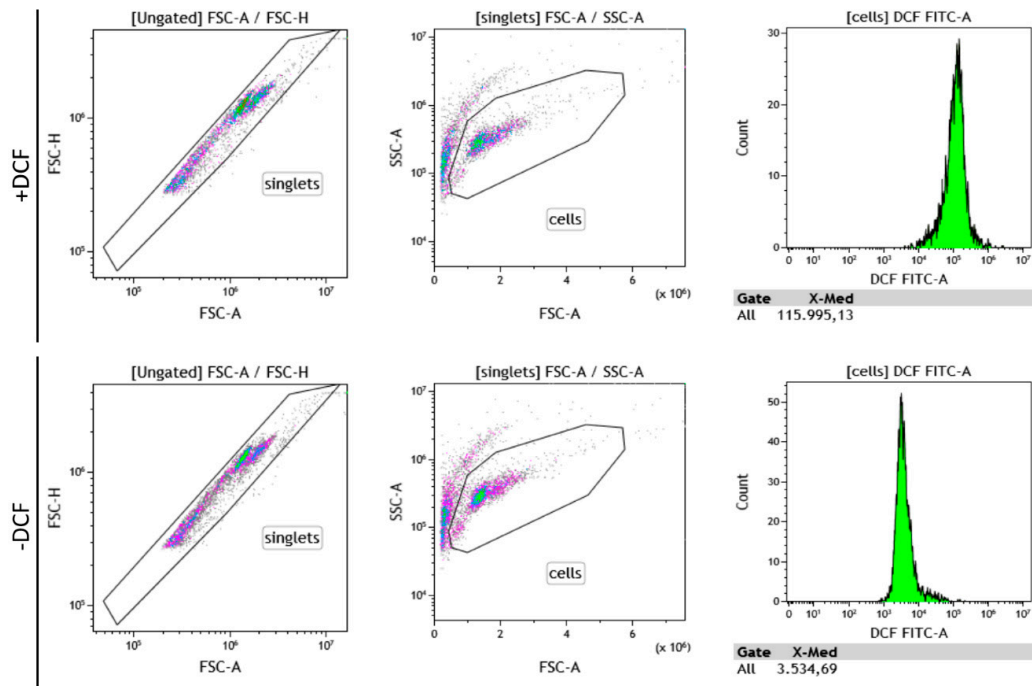 +DCF
[Ungated] FSC-A / FSC-H
FSC-H
10⁶
10⁵
singlets
10⁵ 10⁶ 10⁷
FSC-A
[singlets] FSC-A / SSC-A
SSC-A
10⁷
10⁶
10⁵
10⁴
cells
0 2 4 6
(x 10⁶)
FSC-A
[cells] DCF FITC-A
Count
30
20
10
0
0 10¹ 10² 10³ 10⁴ 10⁵ 10⁶ 10⁷
DCF FITC-A
Gate X-Med
All 115.995,13
-DCF
[Ungated] FSC-A / FSC-H
FSC-H
10⁶
10⁵
singlets
10⁵ 10⁶ 10⁷
FSC-A
[singlets] FSC-A / SSC-A
SSC-A
10⁷
10⁶
10⁵
10⁴
cells
0 2 4 6
(x 10⁶)
FSC-A
[cells] DCF FITC-A
Count
50
40
30
20
10
0
0 10¹ 10² 10³ 10⁴ 10⁵ 10⁶ 10⁷
DCF FITC-A
Gate X-Med
All 3.534,69